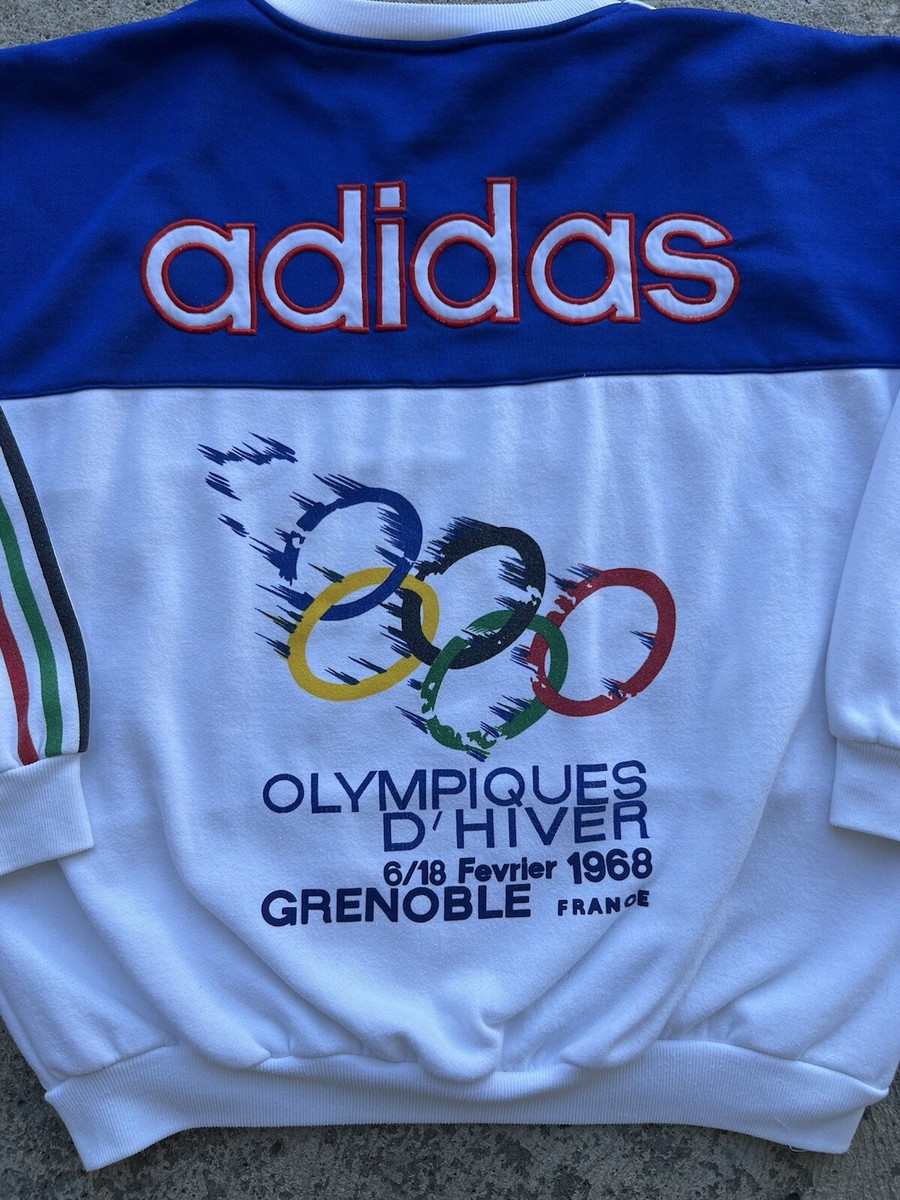 adidas
OLYMPIQUES
D'HIVER
6/18 Fevrier 1968
GRENOBLE FRANCE